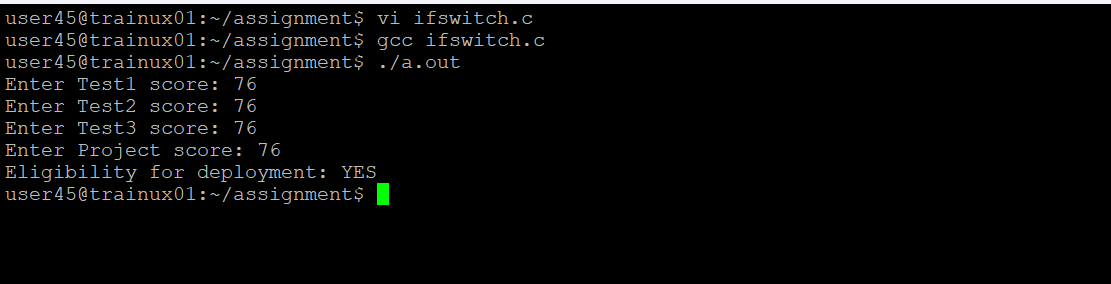 user45@trainux01:~/assignment$ vi ifswitch.c
user45@trainux01:~/assignment$ gcc ifswitch.c
user45@trainux01:~/assignment$ ./a.out
Enter Test1 score: 76
Enter Test2 score: 76
Enter Test3 score: 76
Enter Project score: 76
Eligibility for deployment: YES
user45@trainux01:~/assignment$